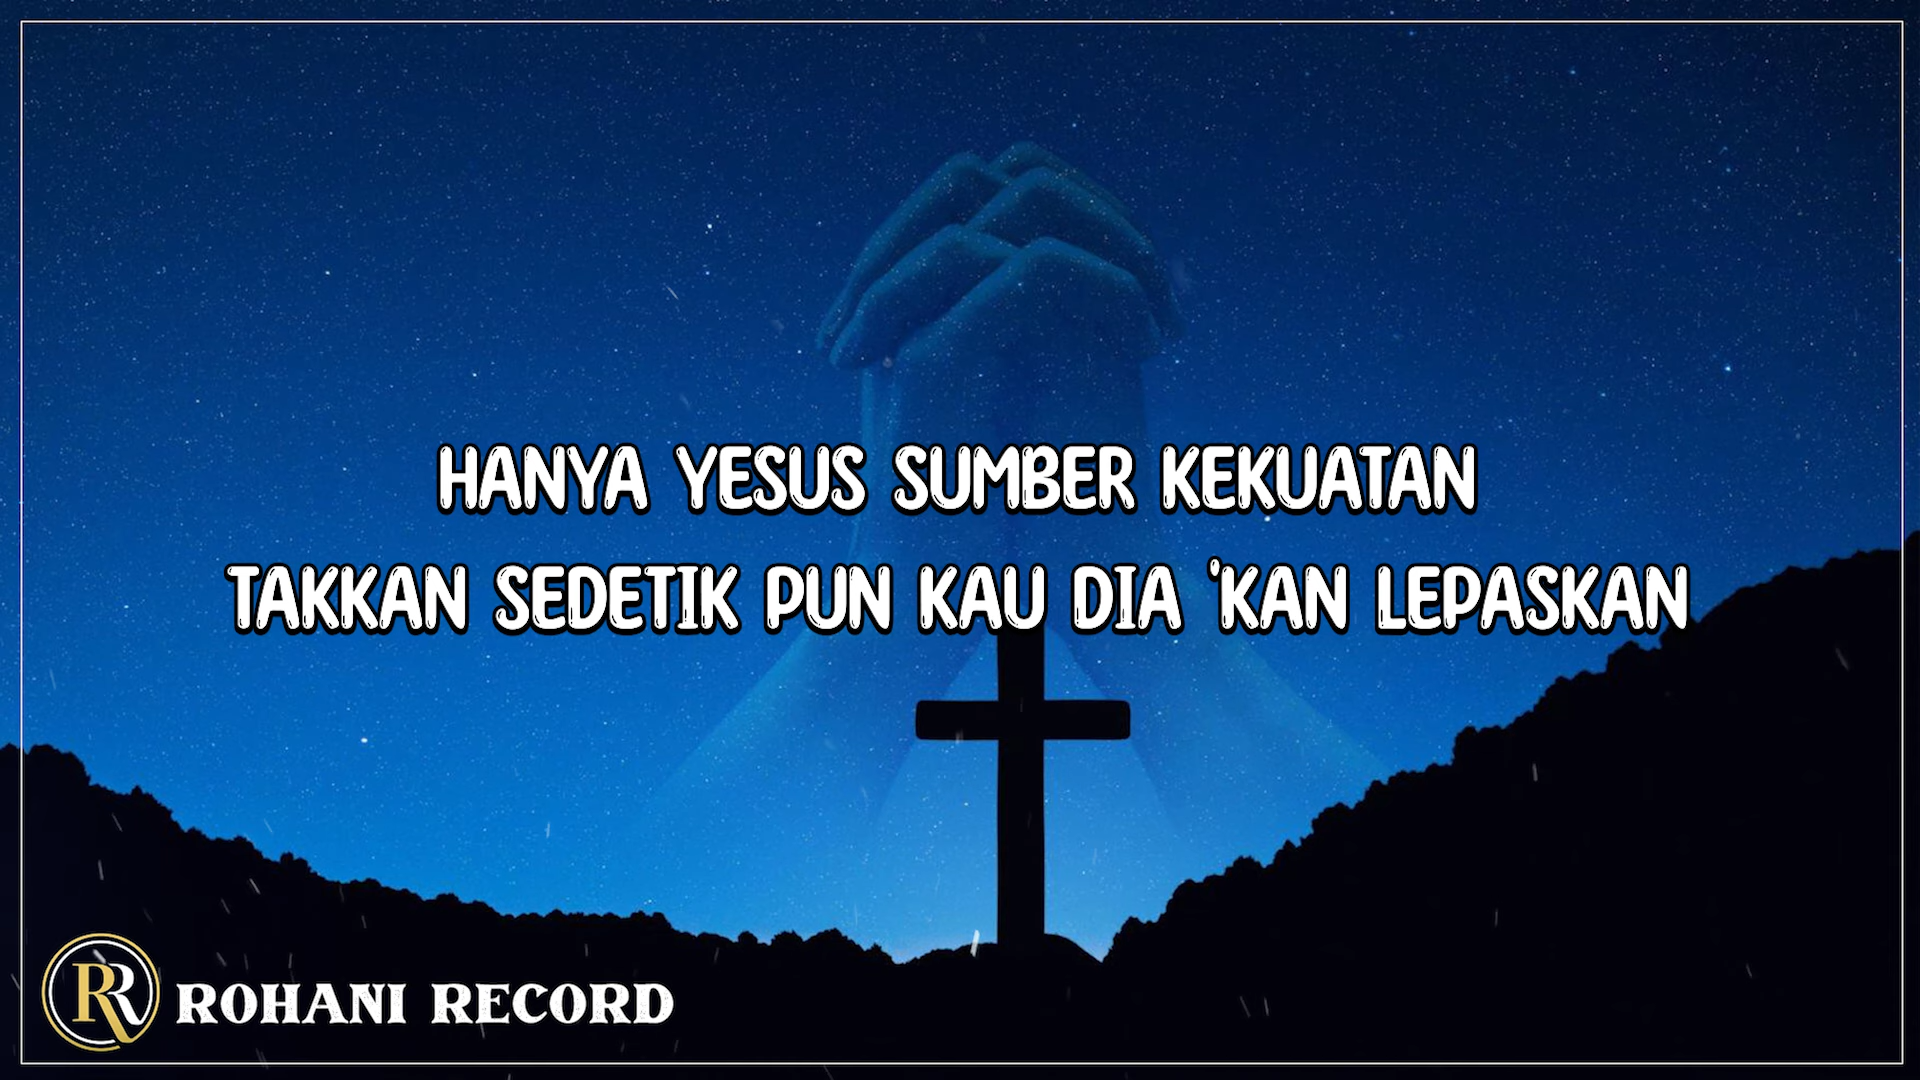 HANYA YESUS SUMBER KEKUATAN
TAKKAN SEDETIK PUN KAU DIA 'KAN LEPASKAN
RR ROHANI RECORD